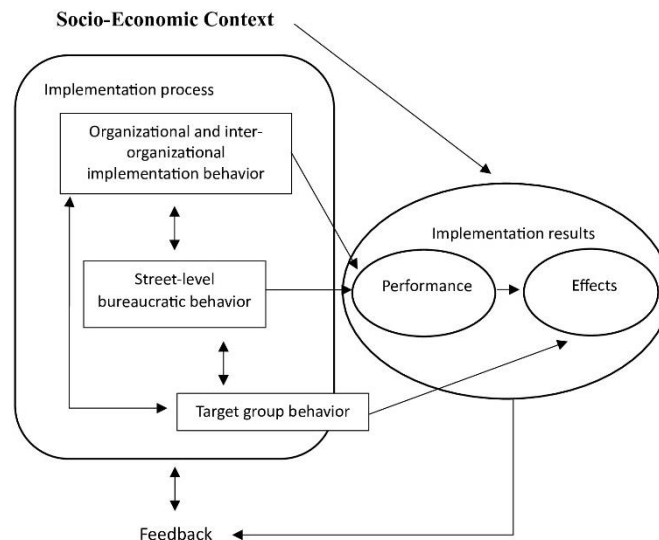 Socio-Economic Context
Implementation process
Organizational and inter-
organizational
implementation behavior
Implementation results
Street-level
bureaucratic behavior
Performance
Effects
Target group behavior
Feedback